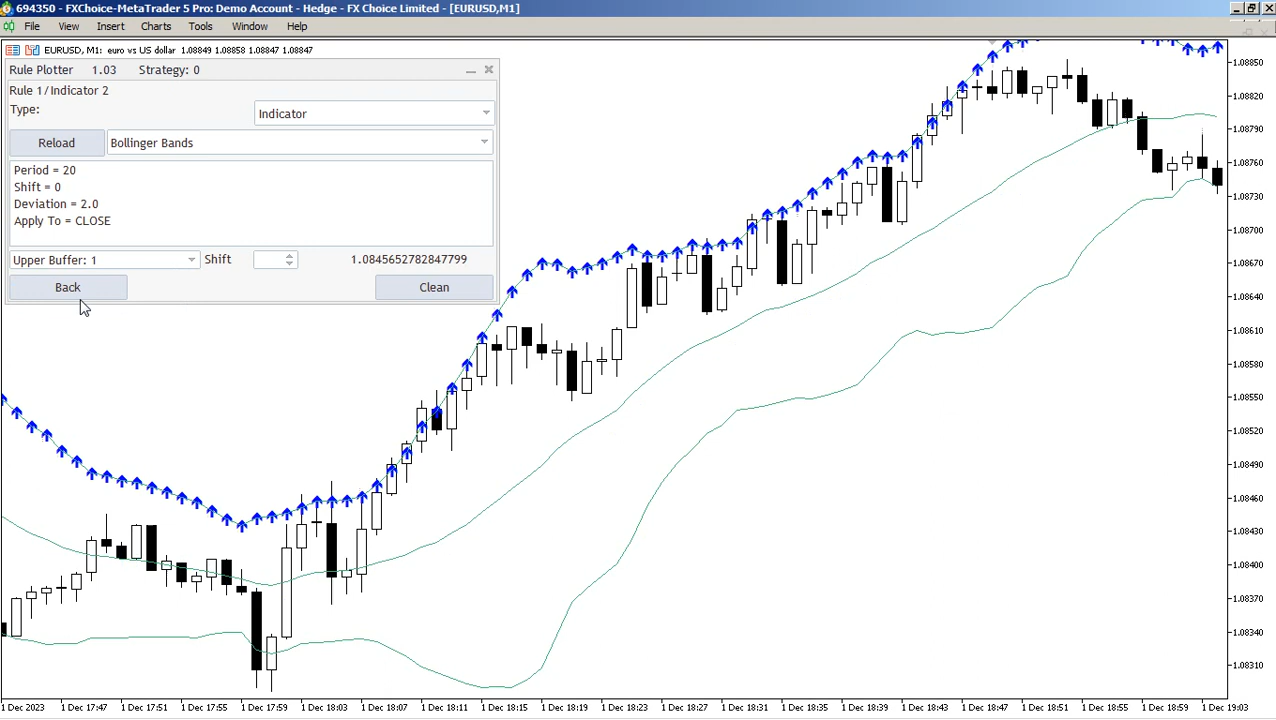 694350 - FXChoice-MetaTrader 5 Pro: Demo Account - Hedge - FX Choice Limited - [EURUSD,M1]
File View Insert Charts Tools Window Help
EURUSD, M1: euro vs US dollar 1.08849 1.08858 1.08847 1.08847
Rule Plotter 1.03 Strategy: 0
Rule 1/Indicator 2
Type: Indicator
Reload Bollinger Bands
Period = 20
Shift = 0
Deviation = 2.0
Apply To = CLOSE
Upper Buffer: 1 Shift 1.0845652782847799
Back Clean
1.08850
1.08820
1.08790
1.08760
1.08730
1.08700
1.08670
1.08640
1.08610
1.08580
1.08550
1.08520
1.08490
1.08460
1.08430
1.08400
1.08370
1.08340
1.08310
1 Dec 2023 1 Dec 17:47 1 Dec 17:51 1 Dec 17:55 1 Dec 17:59 1 Dec 18:03 1 Dec 18:07 1 Dec 18:11 1 Dec 18:15 1 Dec 18:19 1 Dec 18:23 1 Dec 18:27 1 Dec 18:31 1 Dec 18:35 1 Dec 18:39 1 Dec 18:43 1 Dec 18:47 1 Dec 18:51 1 Dec 18:55 1 Dec 18:59 1 Dec 19:03